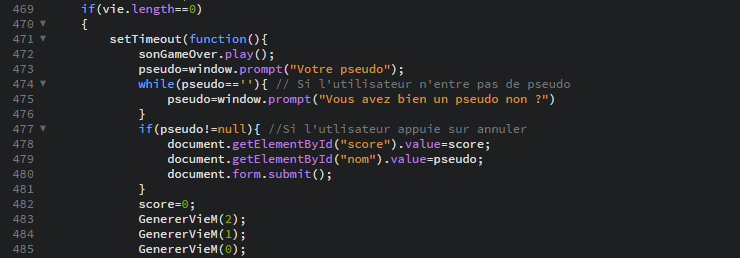 469 if(vie.length==0)
470 {
471 setTimeout(function(){
472 sonGameOver.play();
473 pseudo=window.prompt("Votre pseudo");
474 while(pseudo==''){ // Si l'utilisateur n'entre pas de pseudo
475 pseudo=window.prompt("Vous avez bien un pseudo non ?")
476 }
477 if(pseudo!=null){ //Si l'utlisateur appuie sur annuler
478 document.getElementById("score").value=score;
479 document.getElementById("nom").value=pseudo;
480 document.form.submit();
481 }
482 score=0;
483 GenererVieM(2);
484 GenererVieM(1);
485 GenererVieM(0);